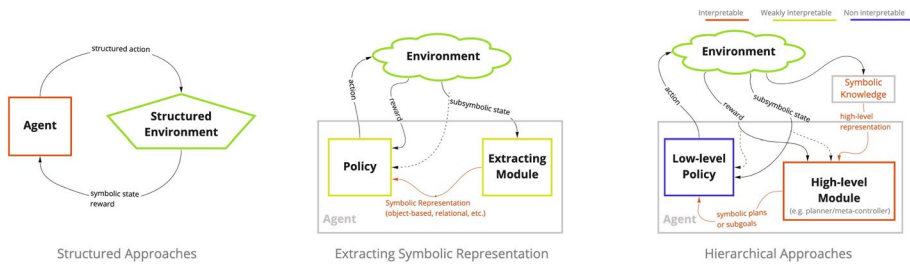 Interpretable
Weakly Interpretable
Non interpretable
structured action
Agent
Structured
Environment
symbolic state
reward
Structured Approaches
Environment
action
reward
subsymbolic state
Policy
Extracting
Module
Symbolic Representation
(object-based, relational, etc.)
Agent
Extracting Symbolic Representation
Environment
Symbolic
Knowledge
action
reward
subsymbolic state
high-level
representation
Low-level
Policy
High-level
Module
(e.g. planner/meta-controller)
symbolic plans
or subgoals
Agent
Hierarchical Approaches